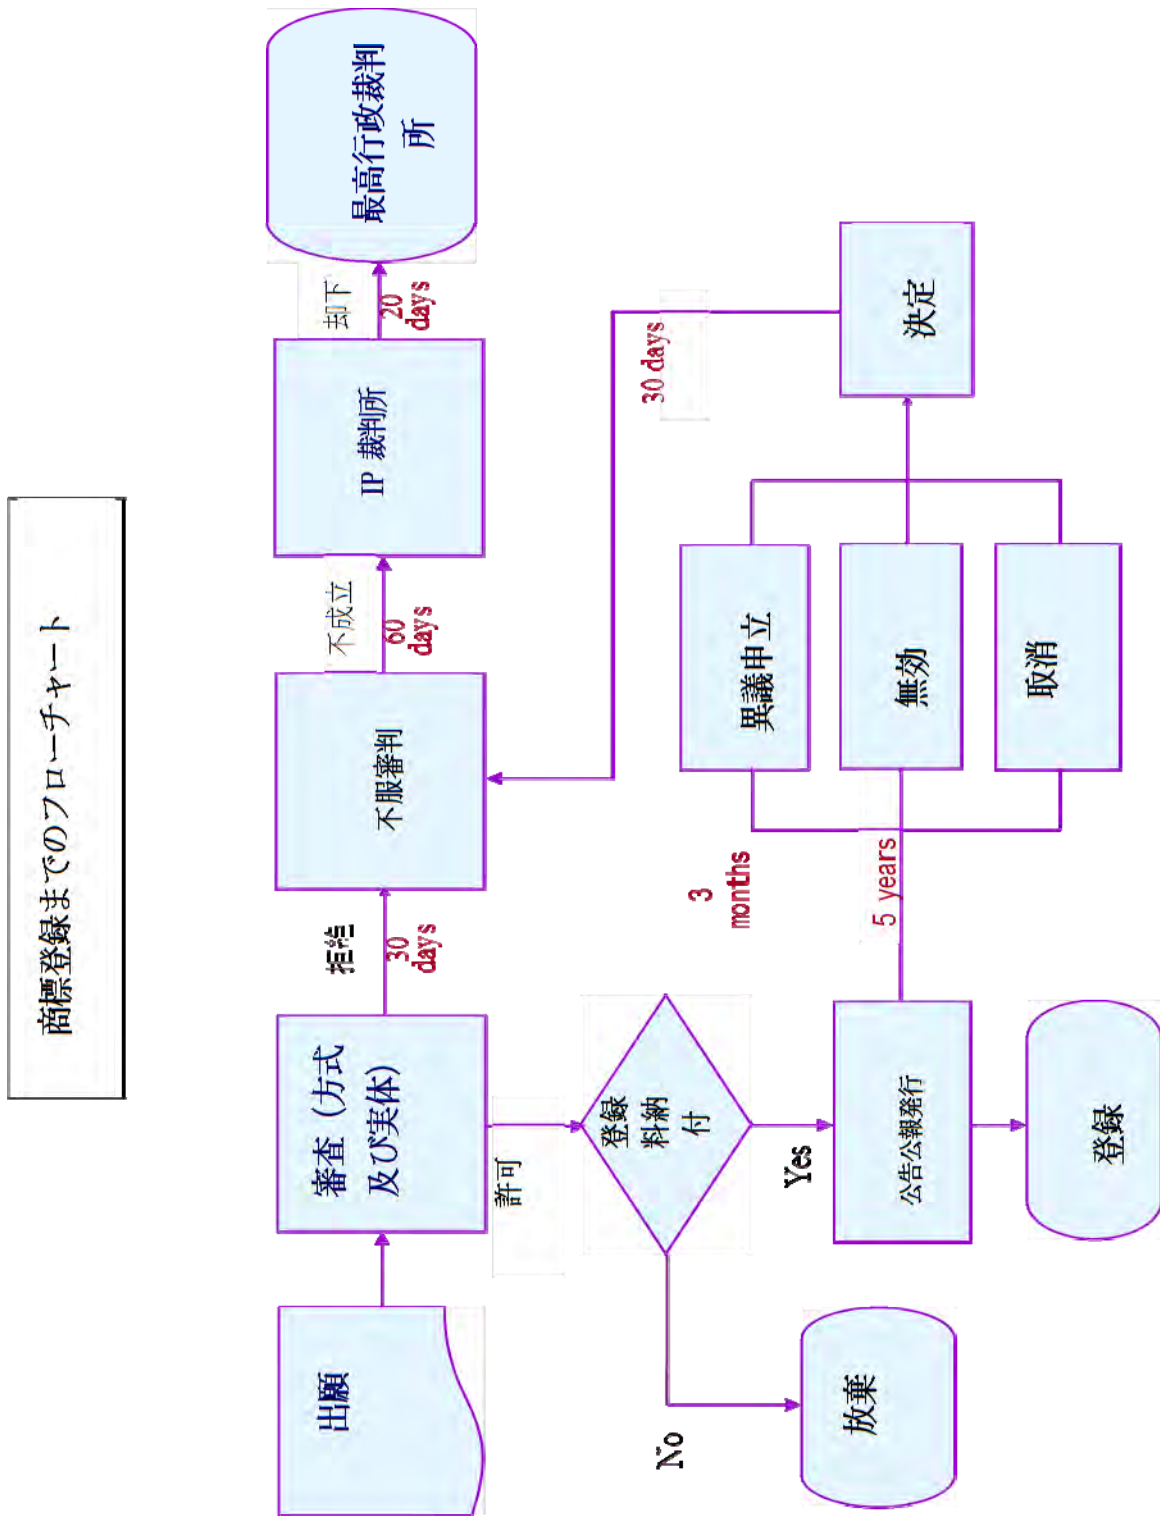 商標登録までのフローチャート
出願
審査（方式
及び実体）
拒絶
30
days
不服審判
不成立
60
days
IP 裁判所
却下
20
days
最高行政裁判
所
許可
登録
料納
付
No
放棄
Yes
公告公報発行
登録
3
months
5 years
異議申立
無効
取消
決定
30 days